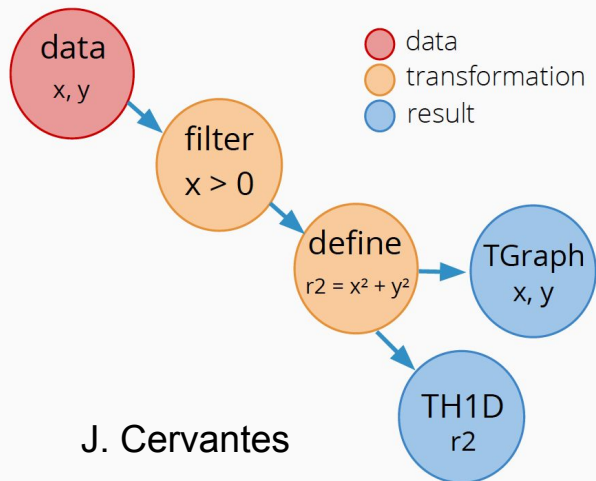 data
x, y
filter
x > 0
define
r2 = x² + y²
TGraph
x, y
TH1D
r2
data
transformation
result
J. Cervantes